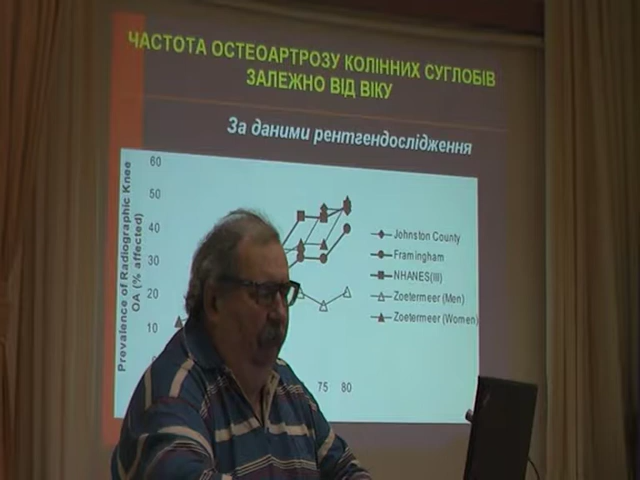 ЧАСТОТА ОСТЕОАРТРОЗУ КОЛІННИХ СУГЛОБІВ
ЗАЛЕЖНО ВІД ВІКУ
За даними рентгендослідження
Prevalence of Radiographic Knee
OA (% affected)
60
50
40
30
20
10
75 80
Johnston County
Framingham
NHANES(III)
Zoetermeer (Men)
Zoetermeer (Women)